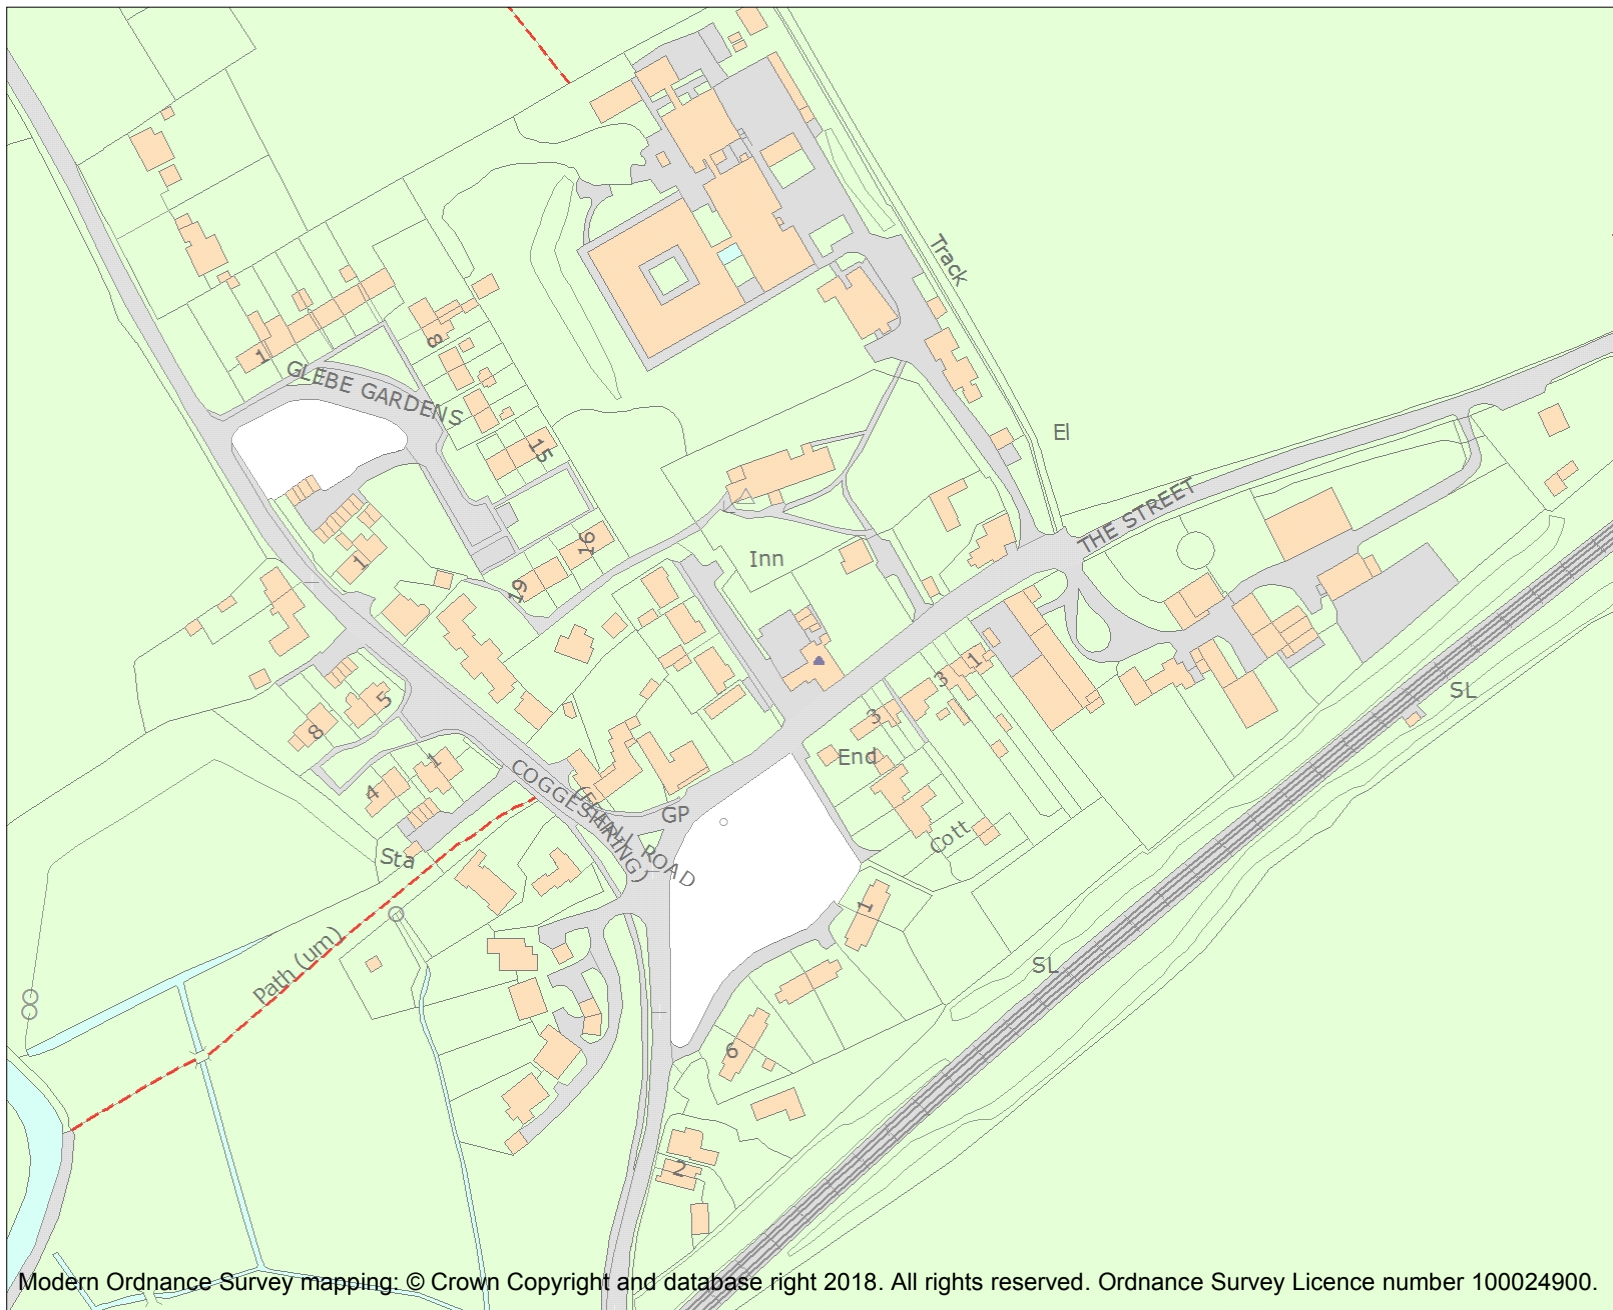 Track
1
8
GLEBE GARDENS
15
El
THE STREET
16
1
Inn
19
3
1
5
3
8
SL
1
End
4
COGGESHALL ROAD
(FEERING)
GP
Cott
Sta
1
Path (um)
SL
6
2
Modern Ordnance Survey mapping: © Crown Copyright and database right 2018. All rights reserved. Ordnance Survey Licence number 100024900.